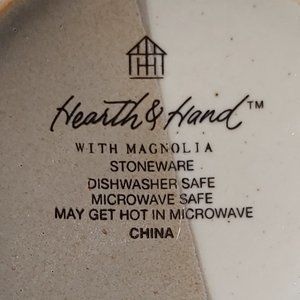 Hearth & Hand™
WITH MAGNOLIA
STONEWARE
DISHWASHER SAFE
MICROWAVE SAFE
MAY GET HOT IN MICROWAVE
CHINA